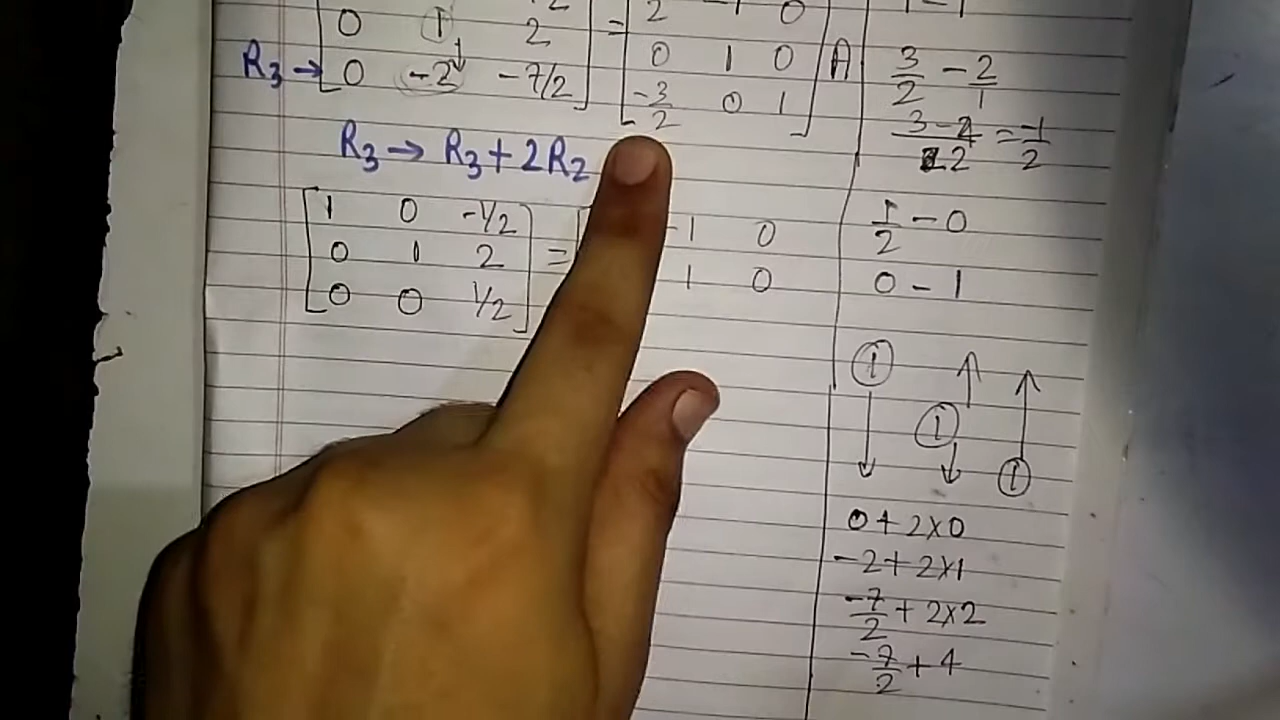 2 -1 0
0 1 2 = 0 1 0 A
R₃ → 0 -2 -7/2
-3/2 0 1
R₃ → R₃ + 2R₂
1 0 -1/2
0 1 2 =
0 0 1/2
-1 0
1 0
1-1
3/2 - 2/1
3-2/2 = -1/2
1/2 - 0
0 - 1
1
1
1
0 + 2×0
-2 + 2×1
-7/2 + 2×2
-7/2 + 4